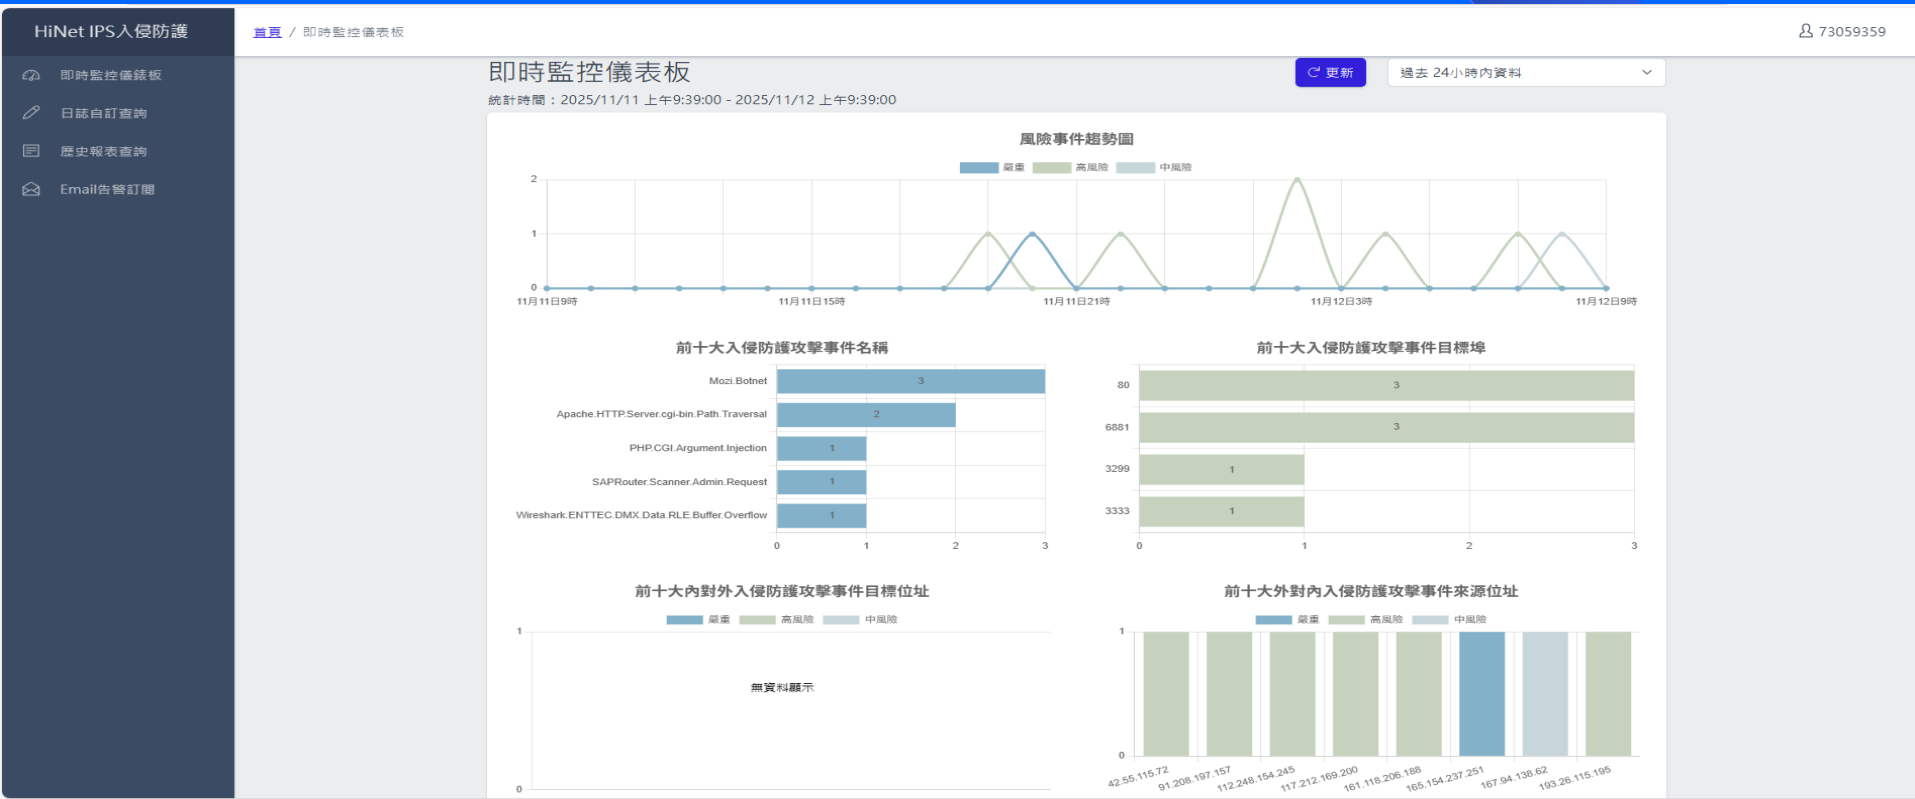 HiNet IPS入侵防護
首頁 / 即時監控儀表板
73059359
即時監控儀錶板
日誌自訂查詢
歷史報表查詢
Email告警訂閱
即時監控儀表板
更新
過去 24小時內資料
統計時間：2025/11/11 上午9:39:00 - 2025/11/12 上午9:39:00
風險事件趨勢圖
嚴重 高風險 中風險
2
1
0
11月11日9時 11月11日15時 11月11日21時 11月12日3時 11月12日9時
前十大入侵防護攻擊事件名稱
Mozi.Botnet 3
Apache.HTTP.Server.cgi-bin.Path.Traversal 2
PHP.CGI.Argument.Injection 1
SAPRouter.Scanner.Admin.Request 1
Wireshark.ENTTEC.DMX.Data.RLE.Buffer.Overflow 1
0 1 2 3
前十大入侵防護攻擊事件目標埠
80 3
6881 3
3299 1
3333 1
0 1 2 3
前十大內對外入侵防護攻擊事件目標位址
嚴重 高風險 中風險
1
無資料顯示
0
前十大外對內入侵防護攻擊事件來源位址
嚴重 高風險 中風險
1
0
42.55.115.72 91.208.197.157 112.248.154.245 117.212.169.200 161.118.206.188 165.154.237.251 167.94.138.62 193.26.115.195